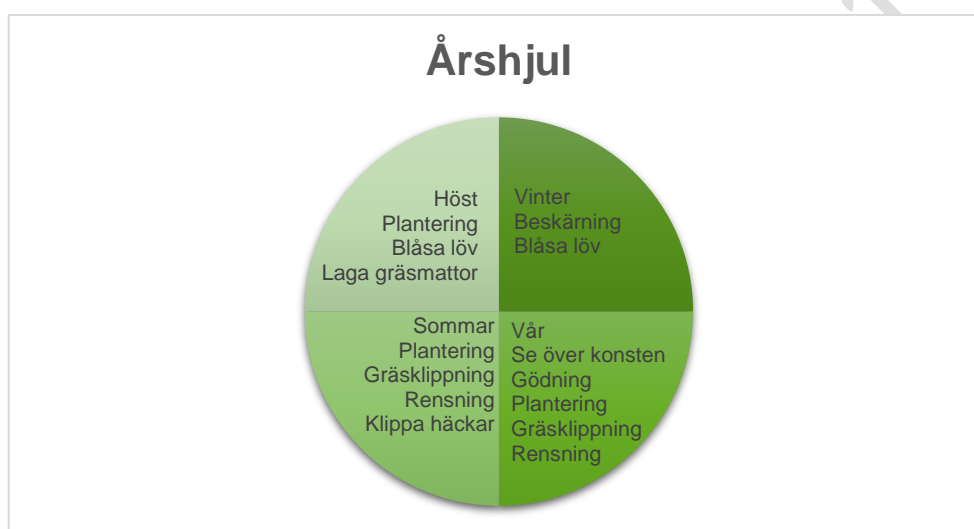 Årshjul
Höst
Plantering
Blåsa löv
Laga gräsmattor
Vinter
Beskärning
Blåsa löv
Sommar
Plantering
Gräsklippning
Rensning
Klippa häckar
Vår
Se över konsten
Gödning
Plantering
Gräsklippning
Rensning